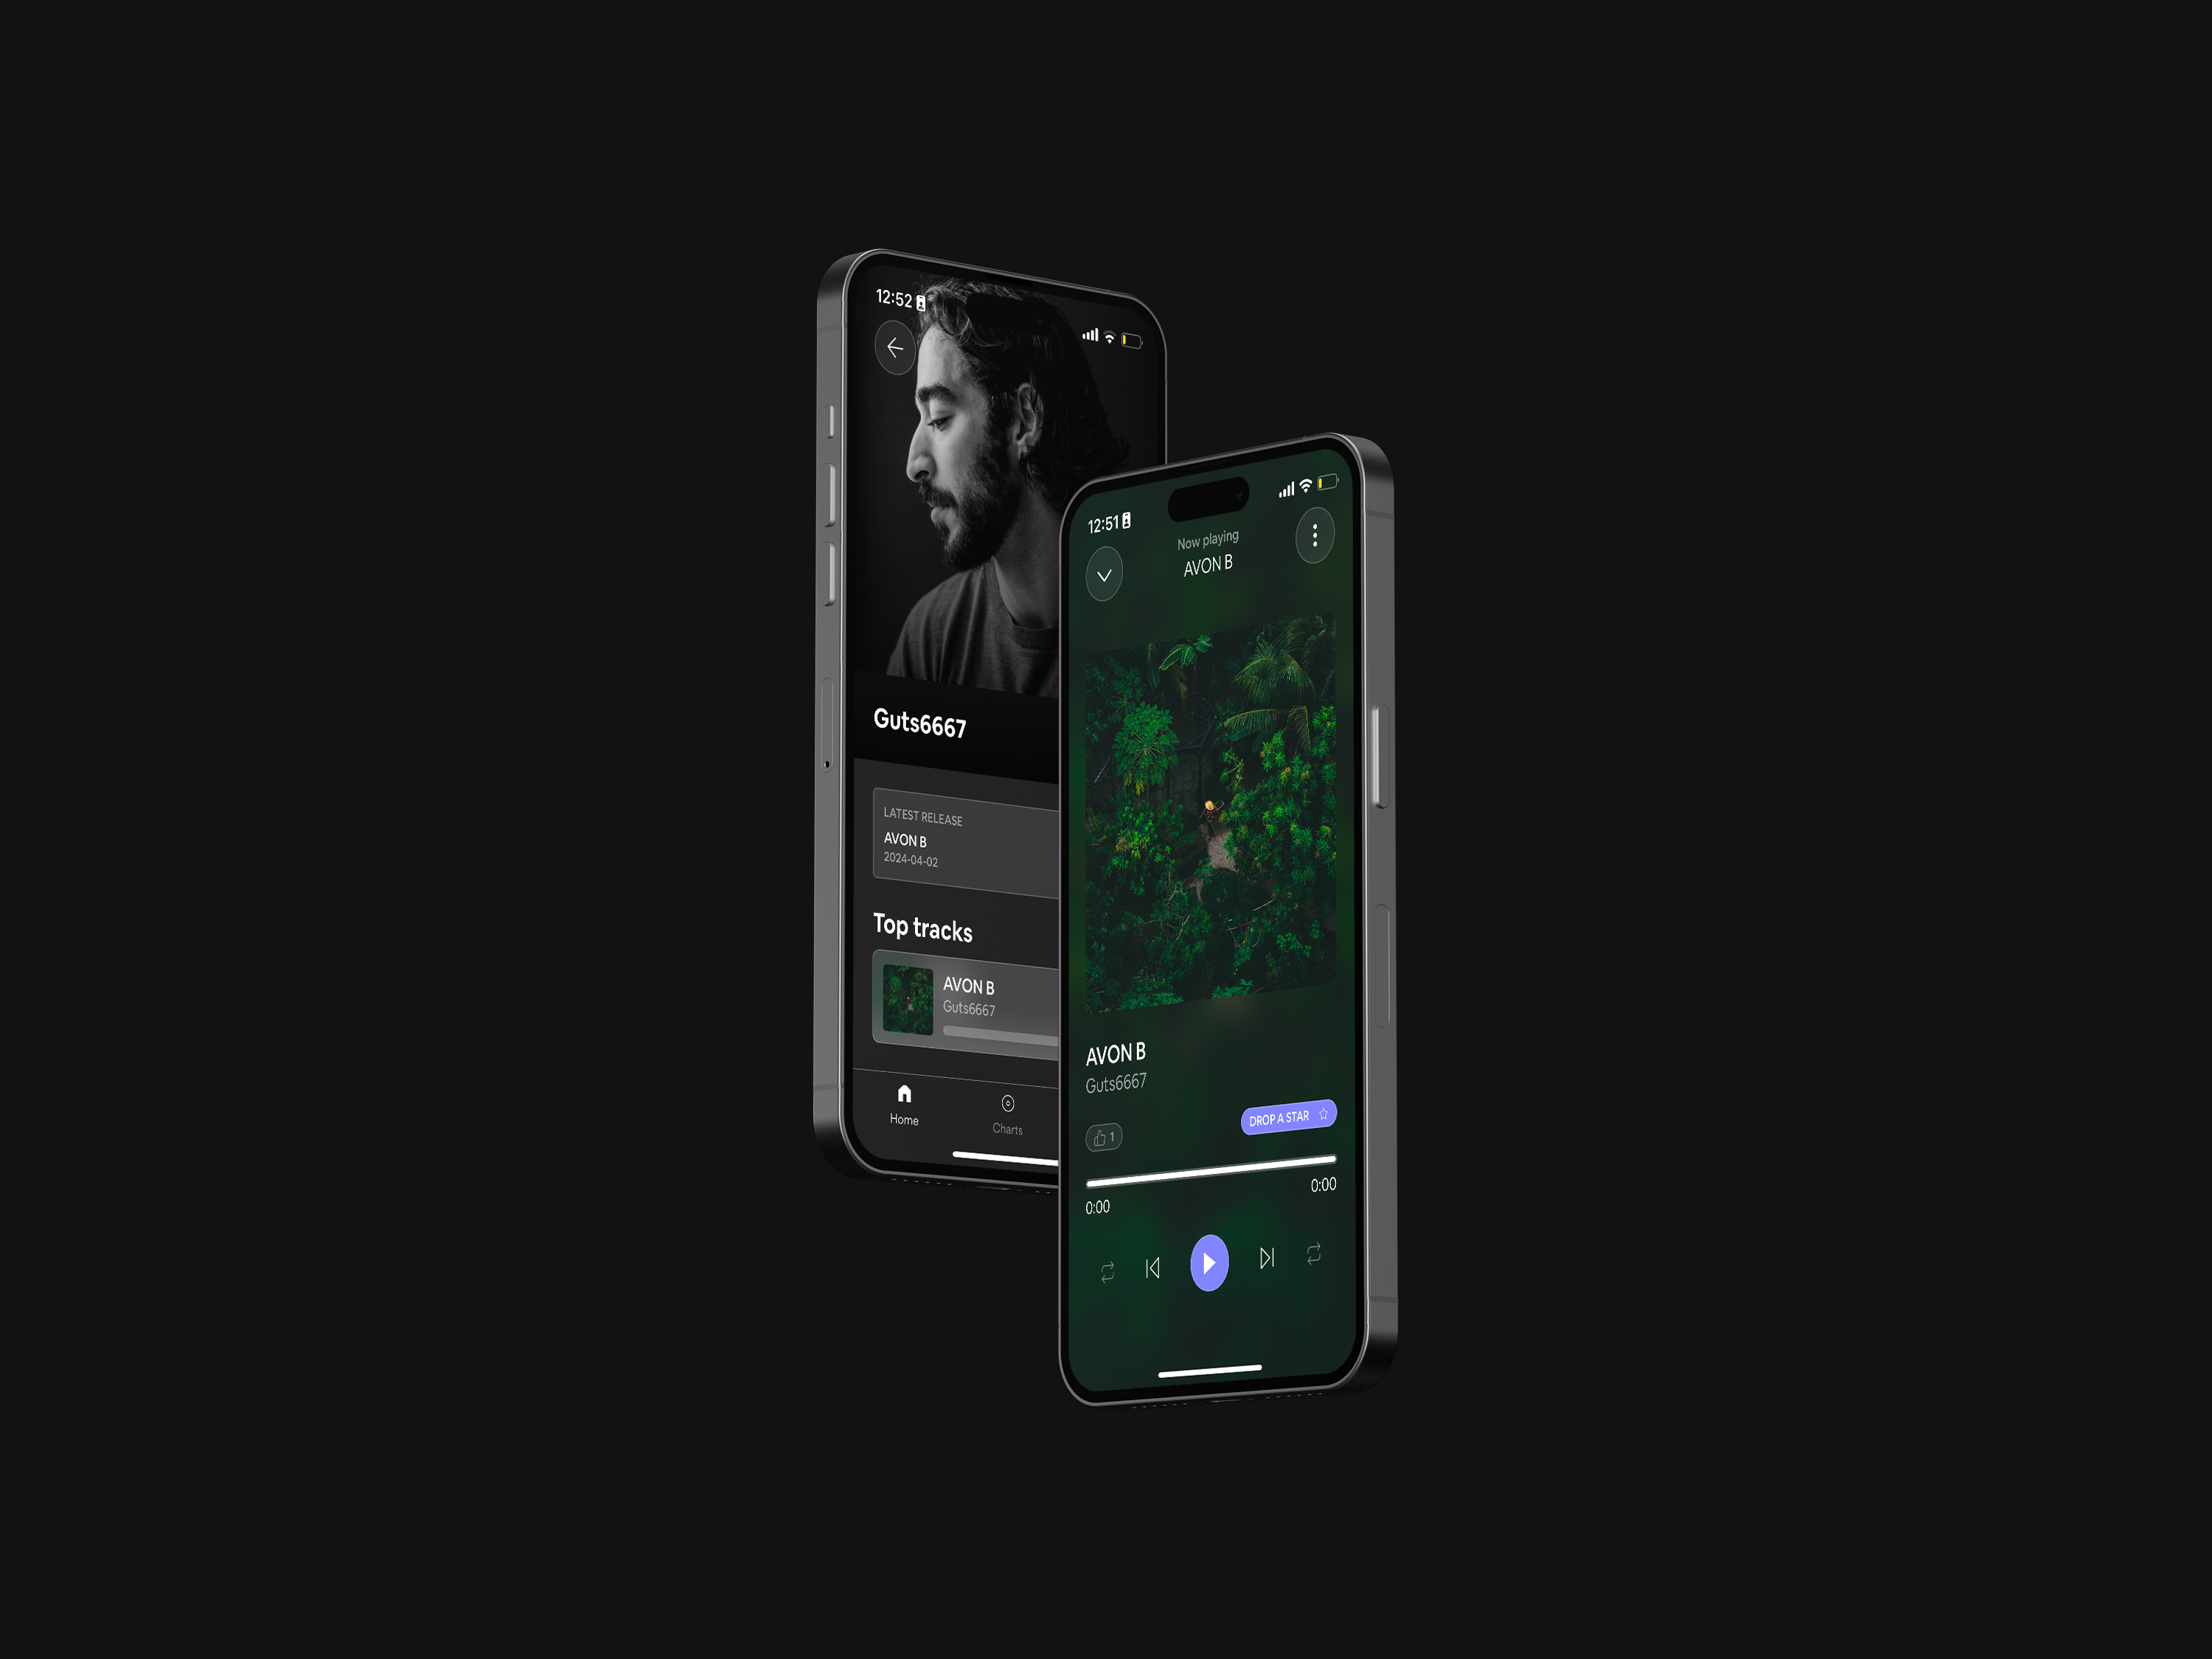 12:52
Guts6667
LATEST RELEASE
AVON B
2024-04-02
Top tracks
AVON B
Guts6667
Home
Charts
12:51
Now playing
AVON B
AVON B
Guts6667
1
DROP A STAR
0:00
0:00